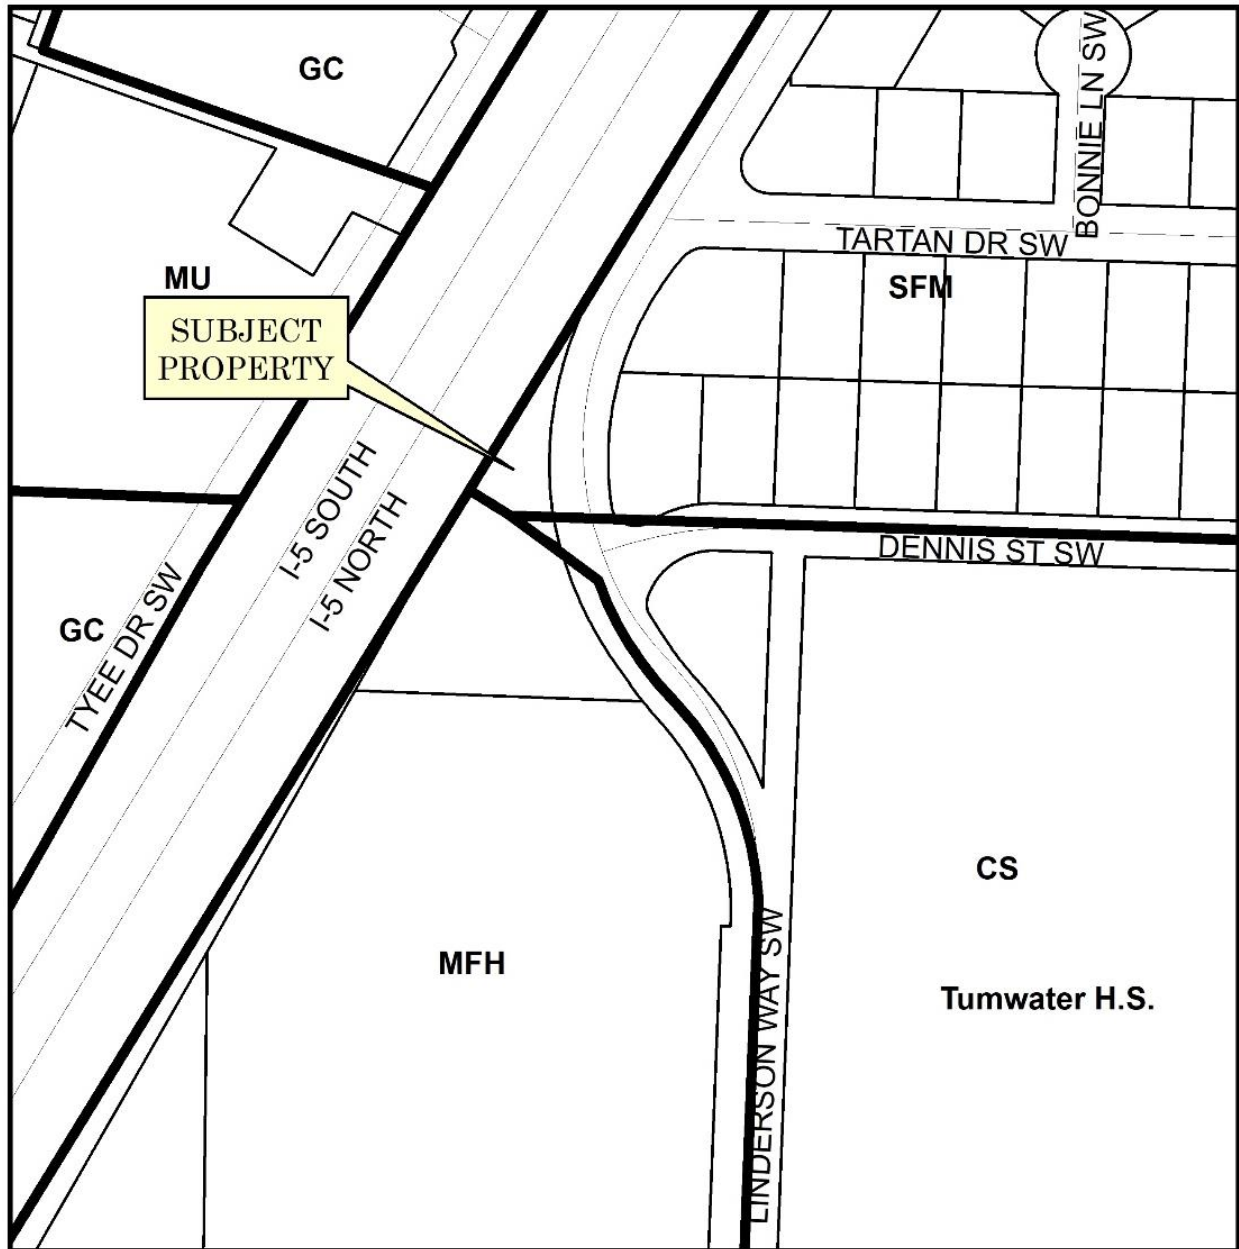 GC
BONNIE LN SW
TARTAN DR SW
MU
SFM
SUBJECT
PROPERTY
I-5 SOUTH
I-5 NORTH
DENNIS ST SW
GC
TYEE DR SW
CS
MFH
Tumwater H.S.
LINDERSON WAY SW